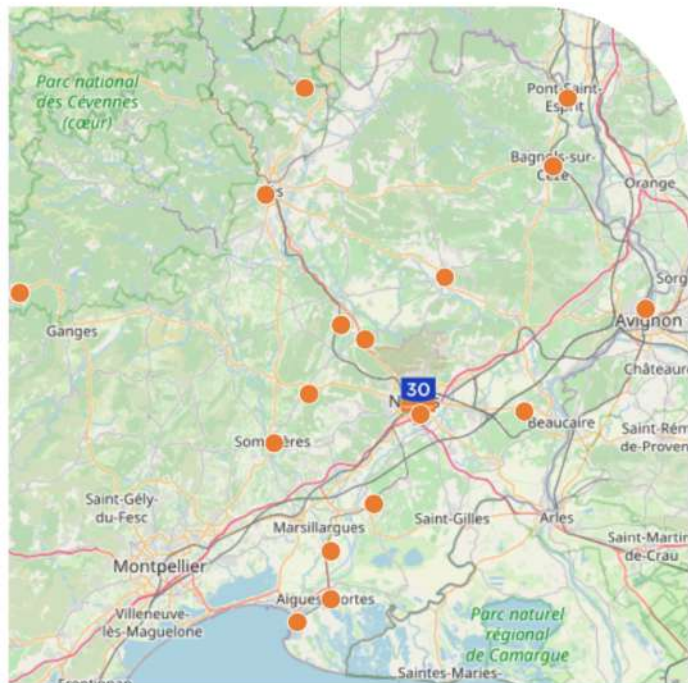 Parc national
des Cévennes
(cœur)
Pont-Saint-
Esprit
Bagnols-sur-
Cèze
Orange
Sorg
Ganges
Avignon
Châteaure
30
Beaucaire
Saint-Rém
de-Proven
Saint-Gély-
du-Fesc
Marsillargues
Saint-Gilles
Arles
Saint-Martin
de-Crau
Montpellier
Villeneuve-
lès-Maguelone
Parc naturel
régional
de Camargue
Saintes-Maries-